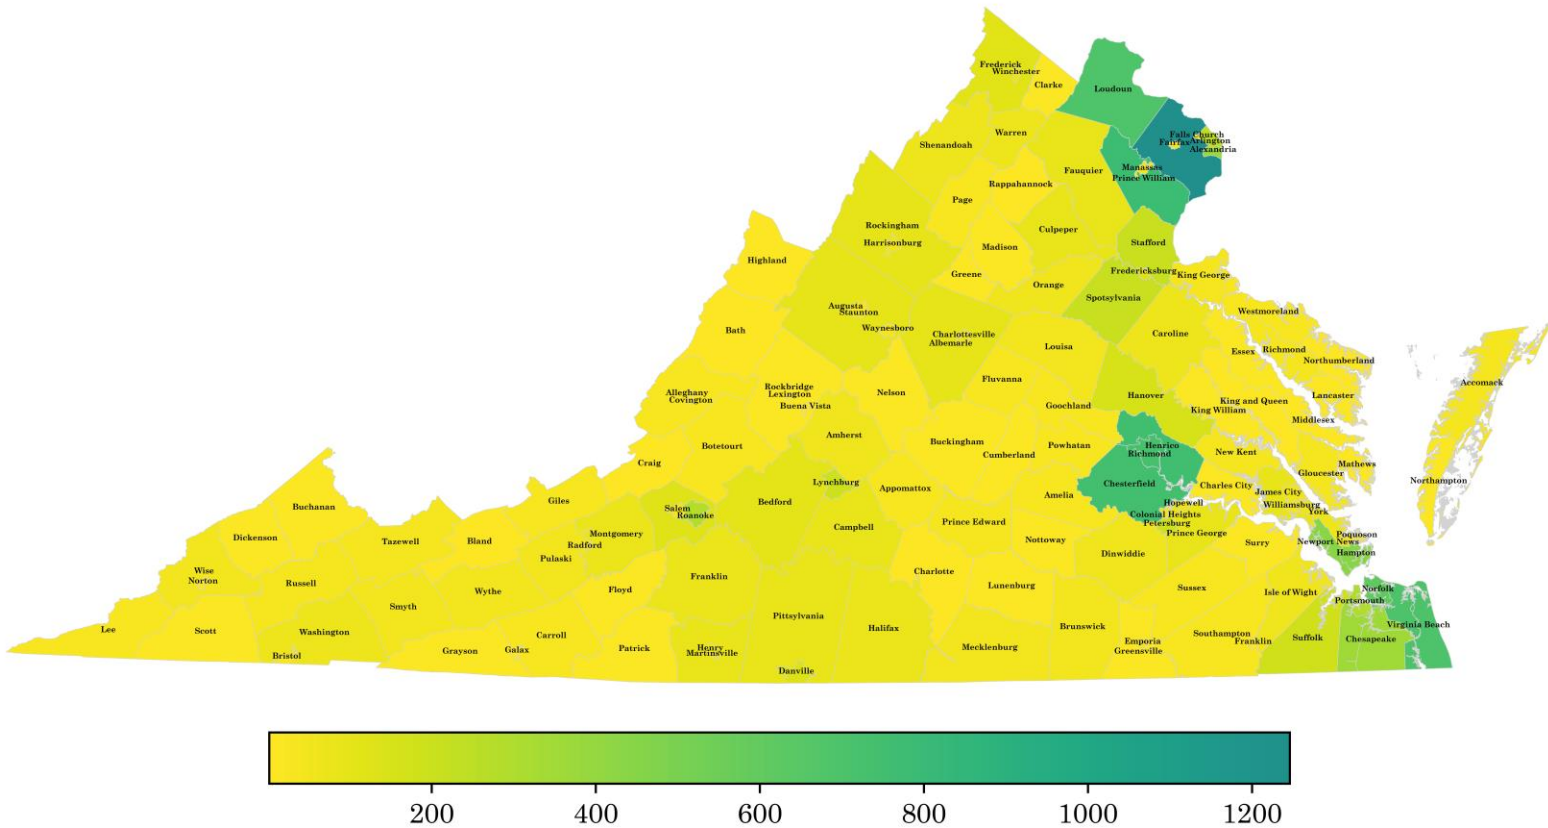 Frederick
Winchester
Clarke
Loudoun
Warren
Shenandoah
Falls Church
Fairfax
Arlington
Alexandria
Fauquier
Manassas
Prince William
Rappahannock
Page
Rockingham
Harrisonburg
Culpeper
Stafford
Madison
Highland
Greene
Fredericksburg
King George
Orange
Spotsylvania
Augusta
Staunton
Waynesboro
Westmoreland
Bath
Charlottesville
Albemarle
Caroline
Louisa
Essex
Richmond
Northumberland
Fluvanna
Accomack
Rockbridge
Lexington
Buena Vista
Nelson
Alleghany
Covington
Hanover
Lancaster
Goochland
King and Queen
King William
Middlesex
Amherst
Buckingham
Botetourt
Powhatan
Henrico
Richmond
Cumberland
New Kent
Craig
Mathews
Gloucester
Lynchburg
Northampton
Chesterfield
Charles City
Appomattox
James City
Amelia
Giles
Bedford
Hopewell
Williamsburg
Buchanan
Salem
Roanoke
York
Colonial Heights
Petersburg
Prince George
Prince Edward
Campbell
Montgomery
Radford
Dickenson
Tazewell
Bland
Nottoway
Surry
Newport News
Poquoson
Hampton
Dinwiddie
Pulaski
Wise
Norton
Charlotte
Franklin
Russell
Lunenburg
Sussex
Floyd
Wythe
Norfolk
Isle of Wight
Portsmouth
Smyth
Pittsylvania
Virginia Beach
Lee
Scott
Washington
Halifax
Brunswick
Carroll
Southampton
Franklin
Suffolk
Chesapeake
Emporia
Greensville
Grayson
Galax
Patrick
Henry
Martinsville
Mecklenburg
Bristol
Danville
200 400 600 800 1000 1200